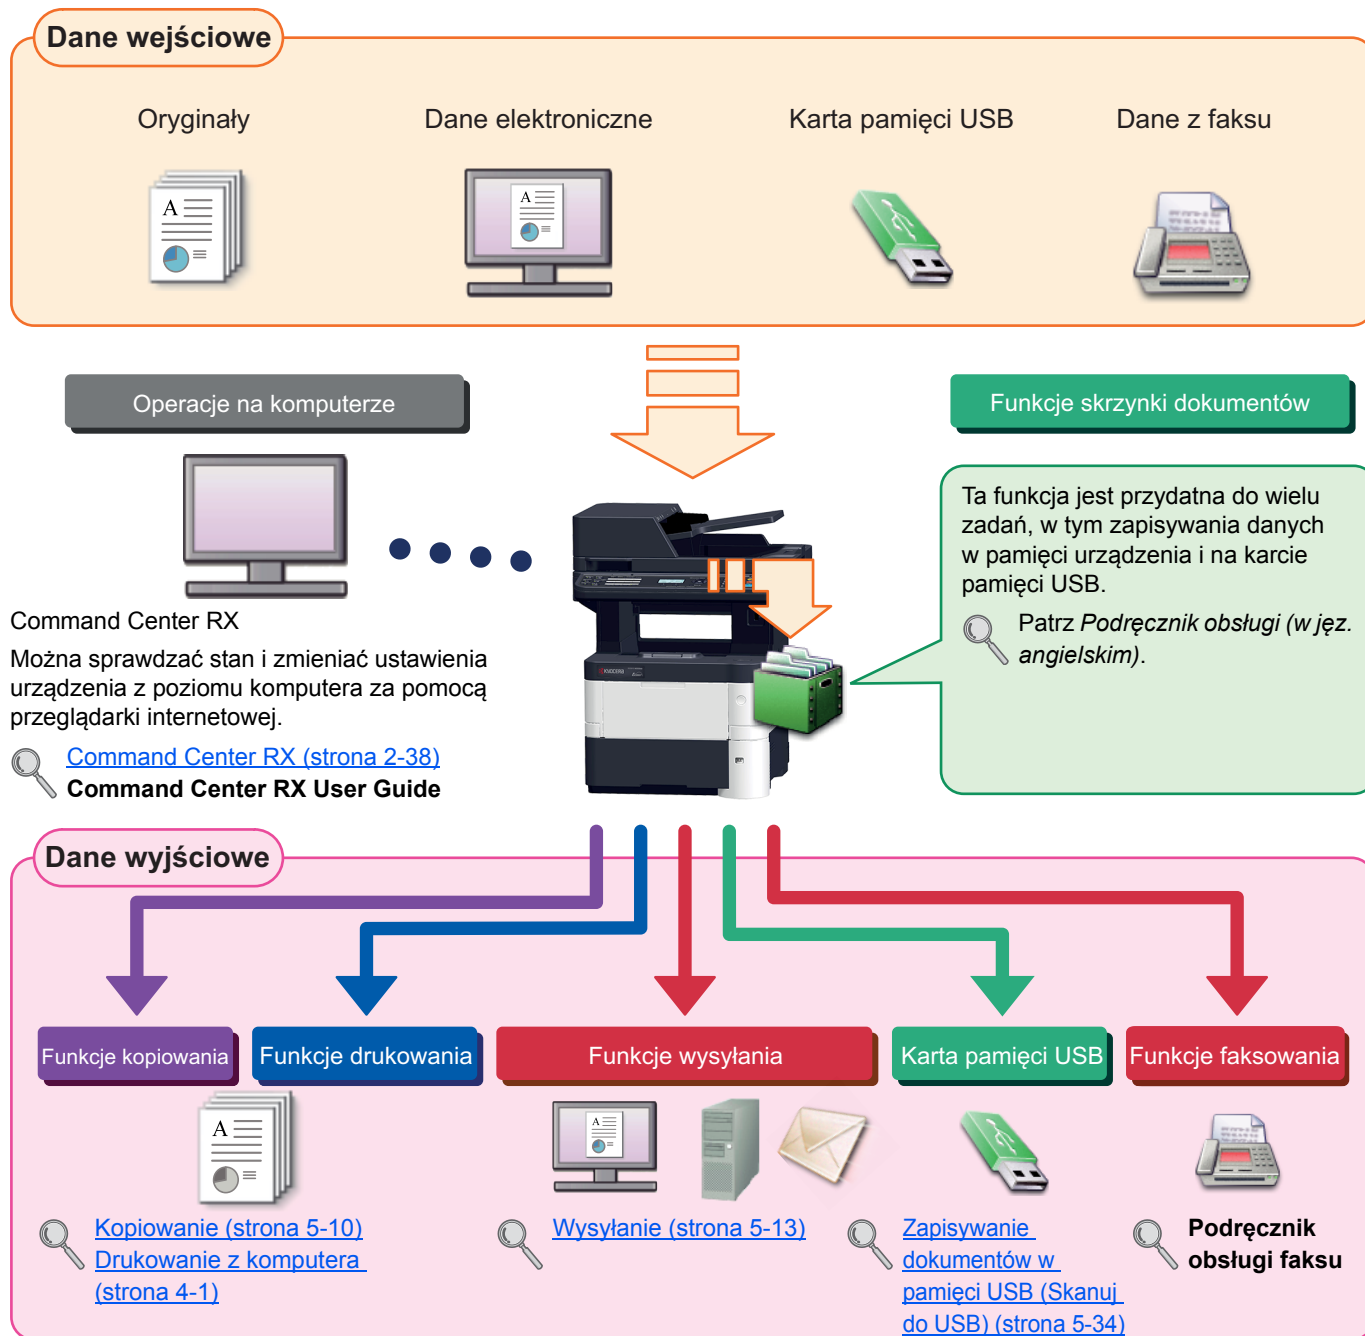 Dane wejściowe
Oryginały
Dane elektroniczne
Karta pamięci USB
Dane z faksu
Operacje na komputerze
Funkcje skrzynki dokumentów
Ta funkcja jest przydatna do wielu
zadań, w tym zapisywania danych
w pamięci urządzenia i na karcie
pamięci USB.
Patrz Podręcznik obsługi (w jęz.
angielskim).
Command Center RX
Można sprawdzać stan i zmieniać ustawienia
urządzenia z poziomu komputera za pomocą
przeglądarki internetowej.
Command Center RX (strona 2-38)
Command Center RX User Guide
Dane wyjściowe
Funkcje kopiowania
Funkcje drukowania
Funkcje wysyłania
Karta pamięci USB
Funkcje faksowania
Kopiowanie (strona 5-10)
Drukowanie z komputera
(strona 4-1)
Wysyłanie (strona 5-13)
Zapisywanie
dokumentów w
pamięci USB (Skanuj
do USB) (strona 5-34)
Podręcznik
obsługi faksu